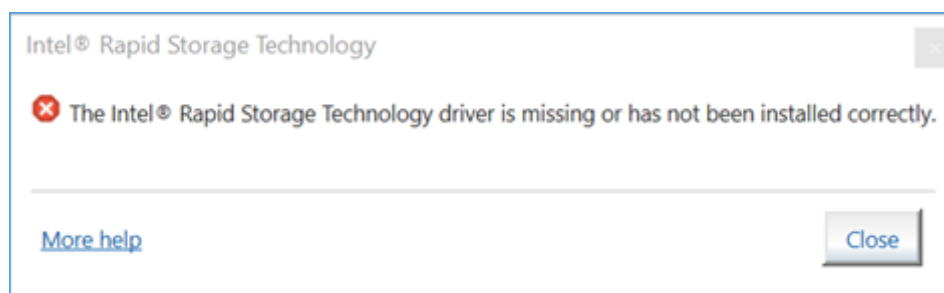 Intel® Rapid Storage Technology
The Intel® Rapid Storage Technology driver is missing or has not been installed correctly.
More help
Close